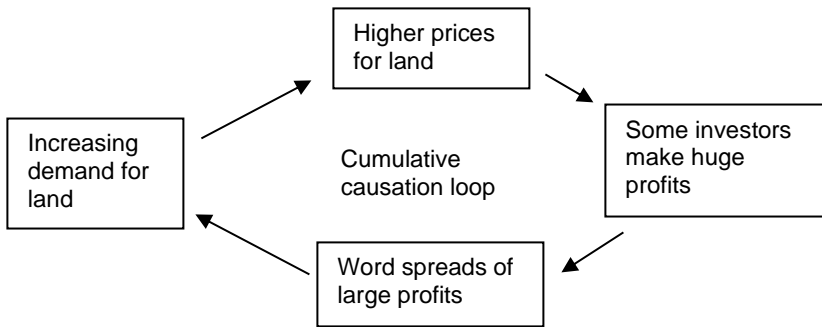 Higher prices
for land
Some investors
make huge
profits
Increasing
demand for
land
Cumulative
causation loop
Word spreads of
large profits